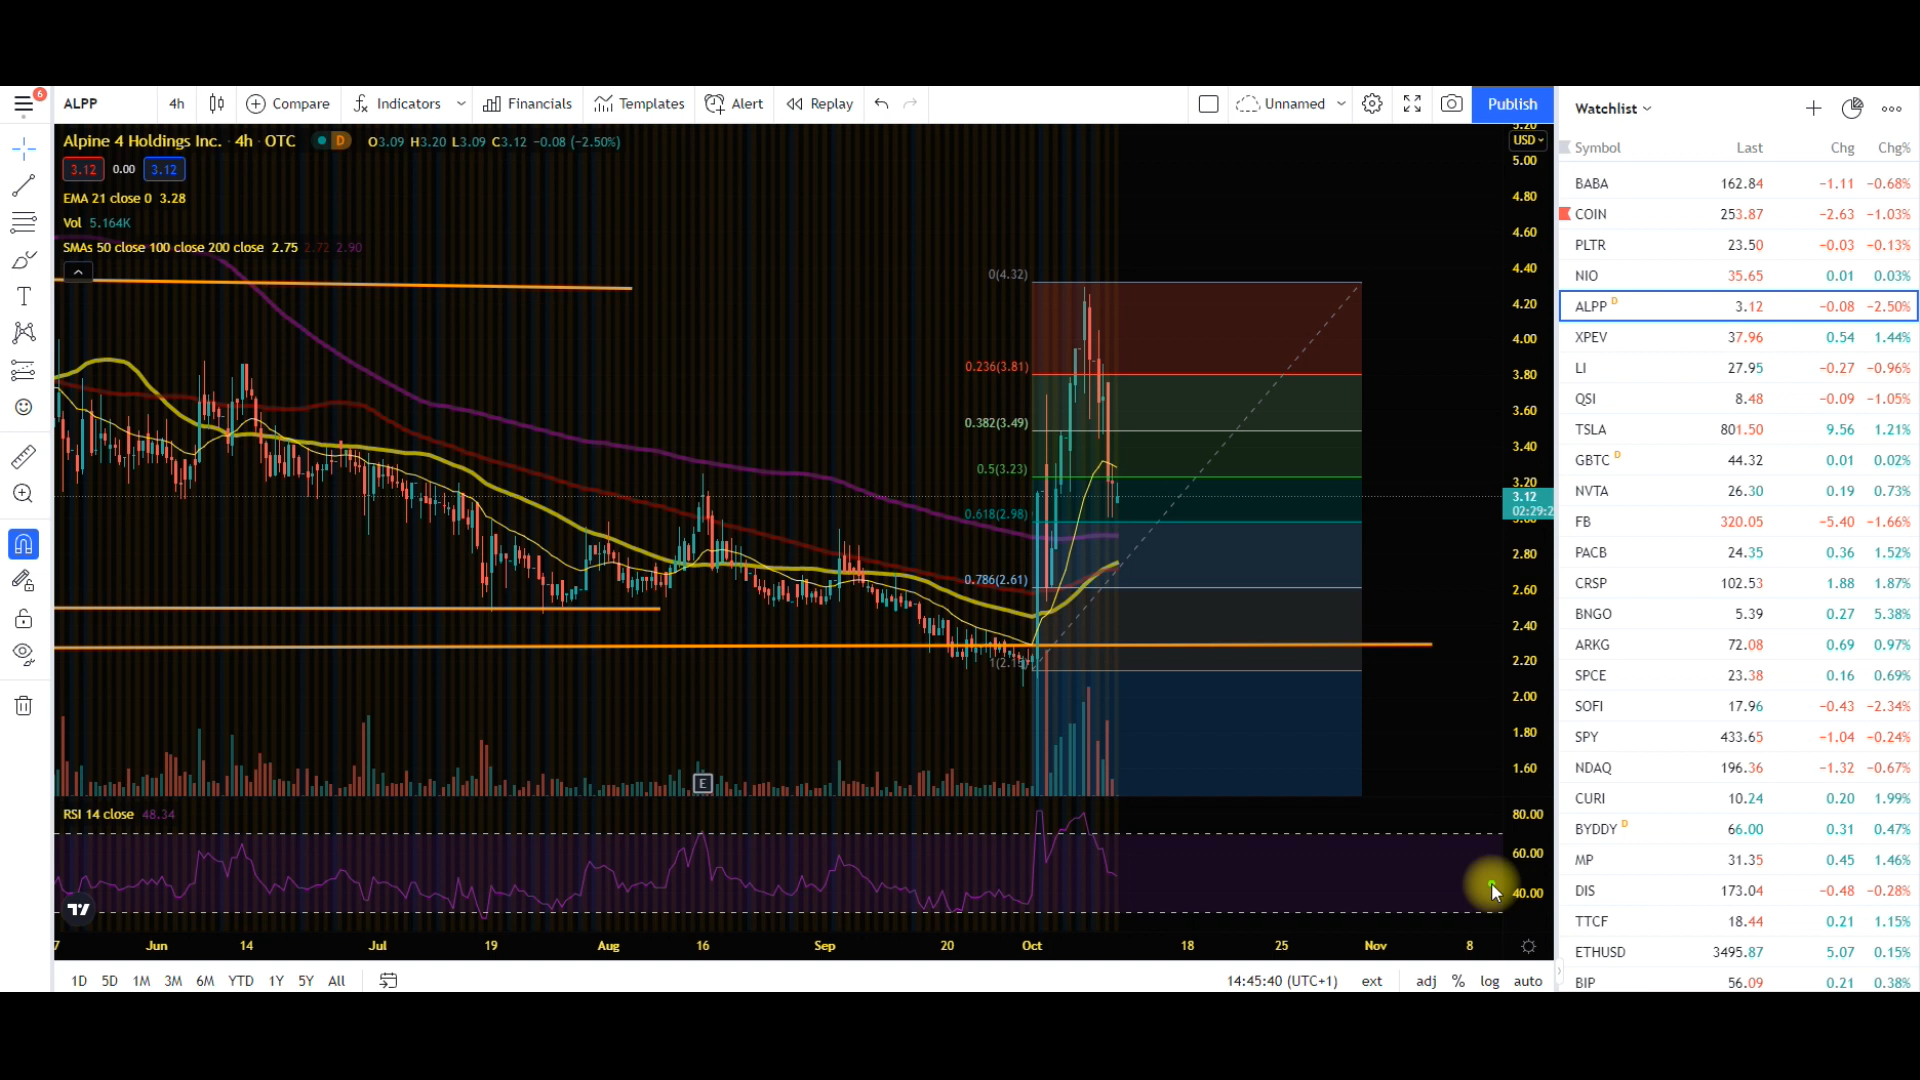 6
ALPP 4h Compare Indicators Financials Templates Alert Replay Unnamed Publish
Alpine 4 Holdings Inc. · 4h · OTC D O3.09 H3.20 L3.09 C3.12 −0.08 (−2.50%)
3.12 0.00 3.12
EMA 21 close 0 3.28
Vol 5.164K
SMAs 50 close 100 close 200 close 2.75 2.72 2.90
0(4.32)
0.236(3.81)
0.382(3.49)
0.5(3.23)
0.618(2.98)
0.786(2.61)
E
RSI 14 close 48.34
5.20
USD
5.00
4.80
4.60
4.40
4.20
4.00
3.80
3.60
3.40
3.20
3.12
3.00
2.80
2.60
2.40
2.20
2.00
1.80
1.60
80.00
60.00
40.00
7 Jun 14 Jul 19 Aug 16 Sep 20 Oct 18 25 Nov 8
1D 5D 1M 3M 6M YTD 1Y 5Y All 14:45:40 (UTC+1) ext adj % log auto
Watchlist
Symbol Last Chg Chg%
BABA 162.84 −1.11 −0.68%
COIN 253.87 −2.63 −1.03%
PLTR 23.50 −0.03 −0.13%
NIO 35.65 0.01 0.03%
ALPP D 3.12 −0.08 −2.50%
XPEV 37.96 0.54 1.44%
LI 27.95 −0.27 −0.96%
QSI 8.48 −0.09 −1.05%
TSLA 801.50 9.56 1.21%
GBTC D 44.32 0.01 0.02%
NVTA 26.30 0.19 0.73%
FB 320.05 −5.40 −1.66%
PACB 24.35 0.36 1.52%
CRSP 102.53 1.88 1.87%
BNGO 5.39 0.27 5.38%
ARKG 72.08 0.69 0.97%
SPCE 23.38 0.16 0.69%
SOFI 17.96 −0.43 −2.34%
SPY 433.65 −1.04 −0.24%
NDAQ 196.36 −1.32 −0.67%
CURI 10.24 0.20 1.99%
BYDDY D 66.00 0.31 0.47%
MP 31.35 0.45 1.46%
DIS 173.04 −0.48 −0.28%
TTCF 18.44 0.21 1.15%
ETHUSD 3495.87 5.07 0.15%
BIP 56.09 0.21 0.38%